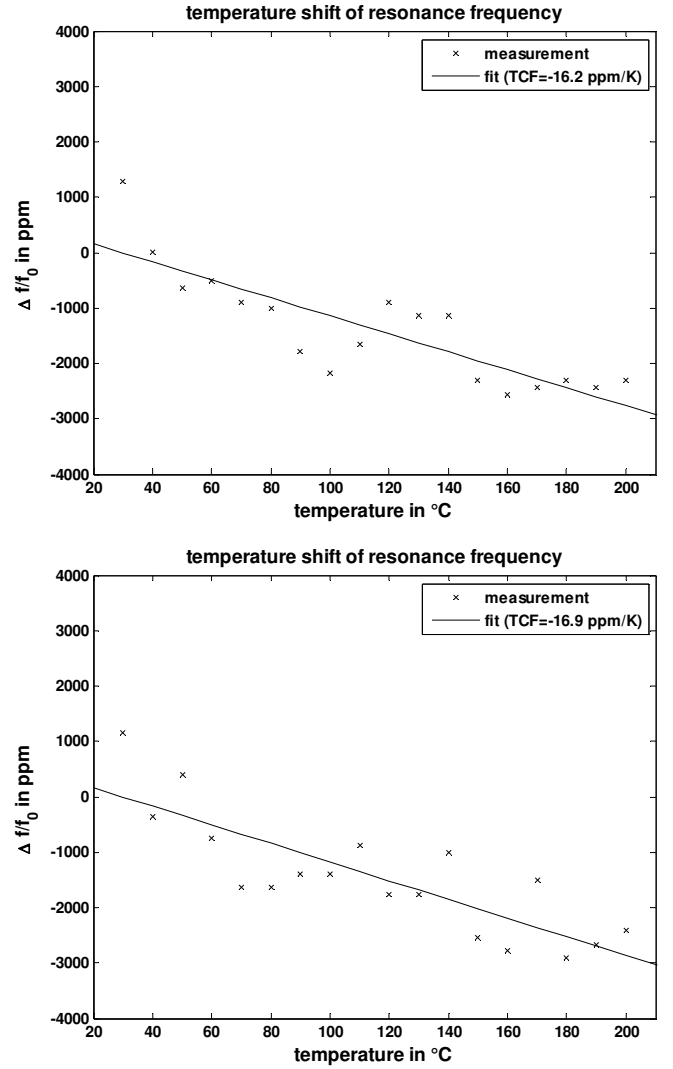 temperature shift of resonance frequency
4000
3000
2000
1000
0
-1000
-2000
-3000
-4000
Δ f/f₀ in ppm
measurement
fit (TCF=-16.2 ppm/K)
20 40 60 80 100 120 140 160 180 200
temperature in °C
temperature shift of resonance frequency
4000
3000
2000
1000
0
-1000
-2000
-3000
-4000
Δ f/f₀ in ppm
measurement
fit (TCF=-16.9 ppm/K)
20 40 60 80 100 120 140 160 180 200
temperature in °C